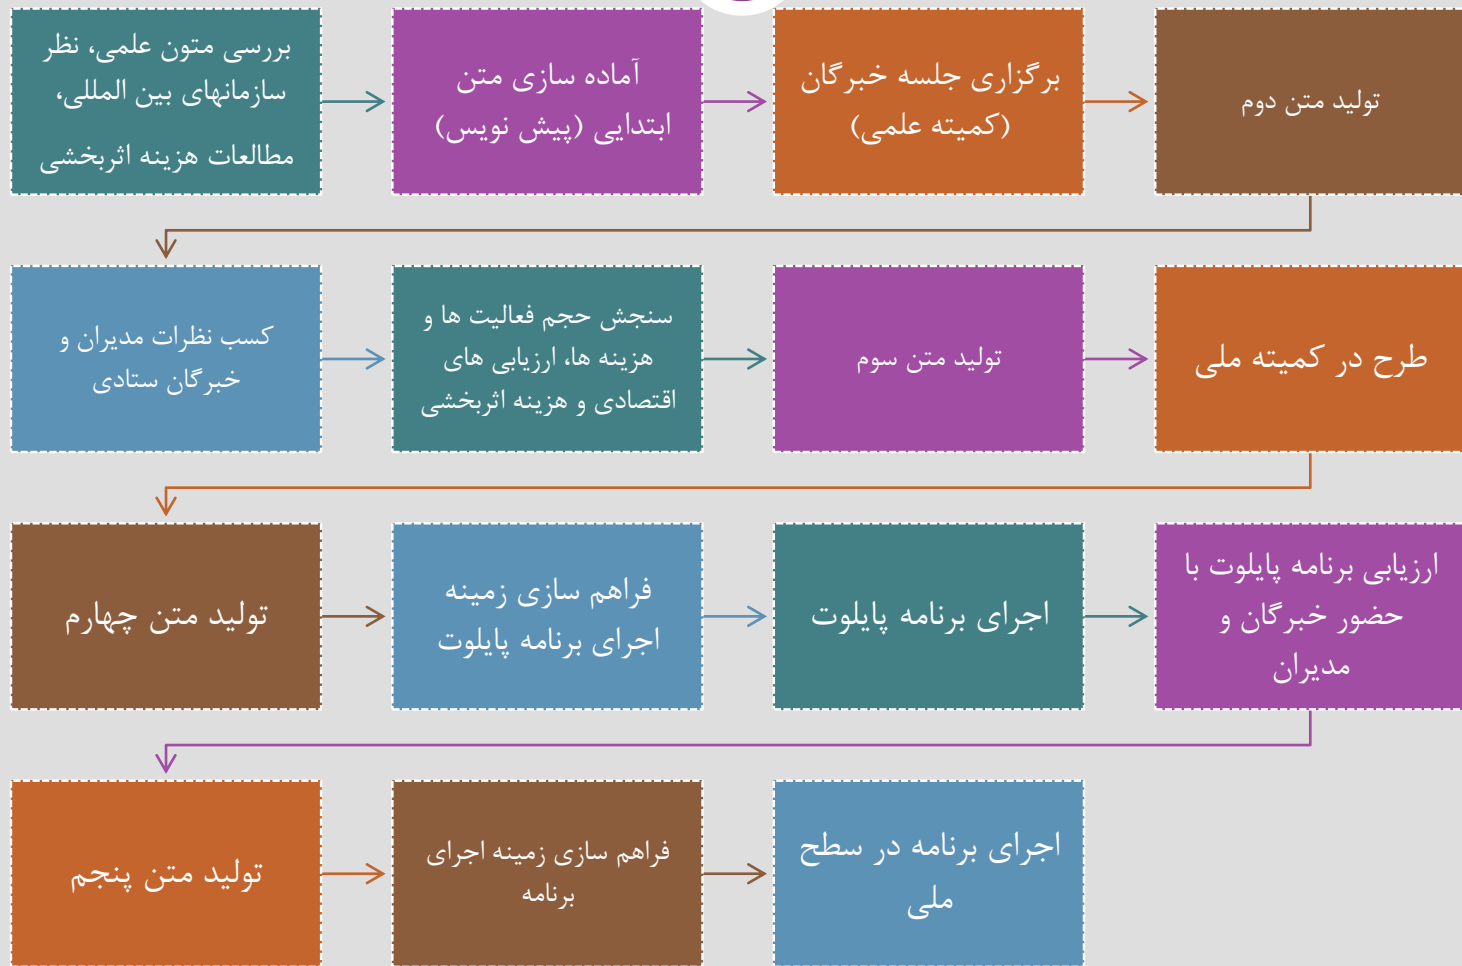 بررسی متون علمی، نظر
سازمانهای بین المللی،
مطالعات هزینه اثربخشی
آماده سازی متن
ابتدایی (پیش نویس)
برگزاری جلسه خبرگان
(کمیته علمی)
تولید متن دوم
کسب نظرات مدیران و
خبرگان ستادی
سنجش حجم فعالیت ها و
هزینه ها، ارزیابی های
اقتصادی و هزینه اثربخشی
تولید متن سوم
طرح در کمیته ملی
تولید متن چهارم
فراهم سازی زمینه
اجرای برنامه پایلوت
اجرای برنامه پایلوت
ارزیابی برنامه پایلوت با
حضور خبرگان و
مدیران
تولید متن پنجم
فراهم سازی زمینه اجرای
برنامه
اجرای برنامه در سطح
ملی